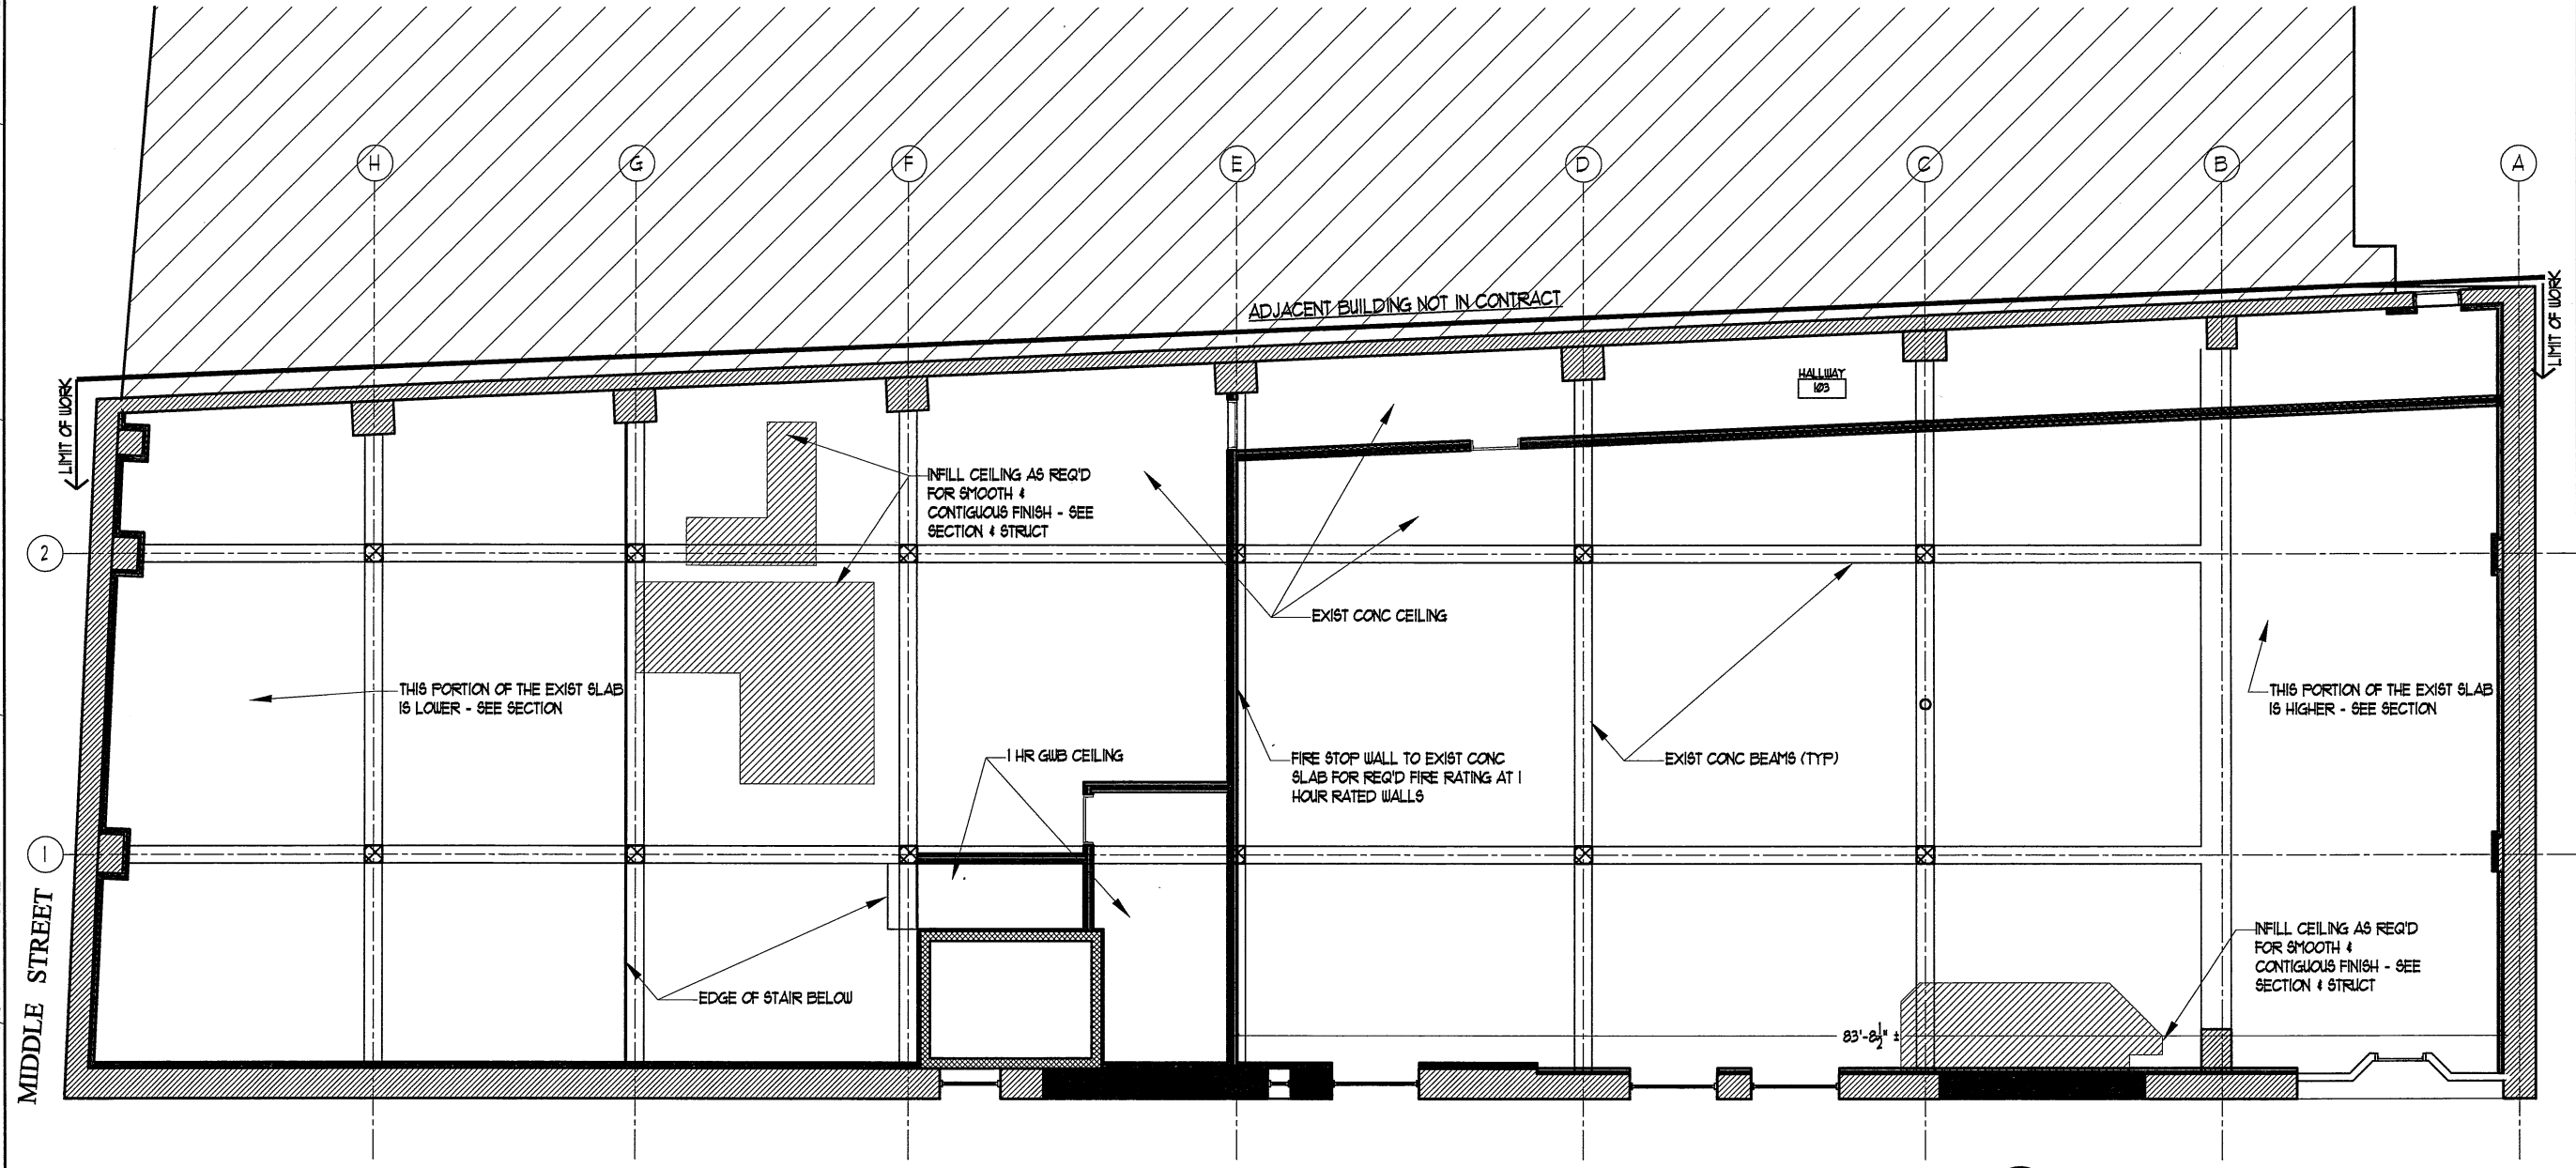 H
G
F
E
D
C
B
A
ADJACENT BUILDING NOT IN CONTRACT
LIMIT OF WORK
LIMIT OF WORK
HALLWAY
103
INFILL CEILING AS REQ'D
FOR SMOOTH &
CONTIGUOUS FINISH - SEE
SECTION & STRUCT
2
EXIST CONC CEILING
THIS PORTION OF THE EXIST SLAB
IS LOWER - SEE SECTION
THIS PORTION OF THE EXIST SLAB
IS HIGHER - SEE SECTION
1 HR GWB CEILING
FIRE STOP WALL TO EXIST CONC
SLAB FOR REQ'D FIRE RATING AT 1
HOUR RATED WALLS
EXIST CONC BEAMS (TYP)
1
MIDDLE STREET
EDGE OF STAIR BELOW
INFILL CEILING AS REQ'D
FOR SMOOTH &
CONTIGUOUS FINISH - SEE
SECTION & STRUCT
83'-8½" ±